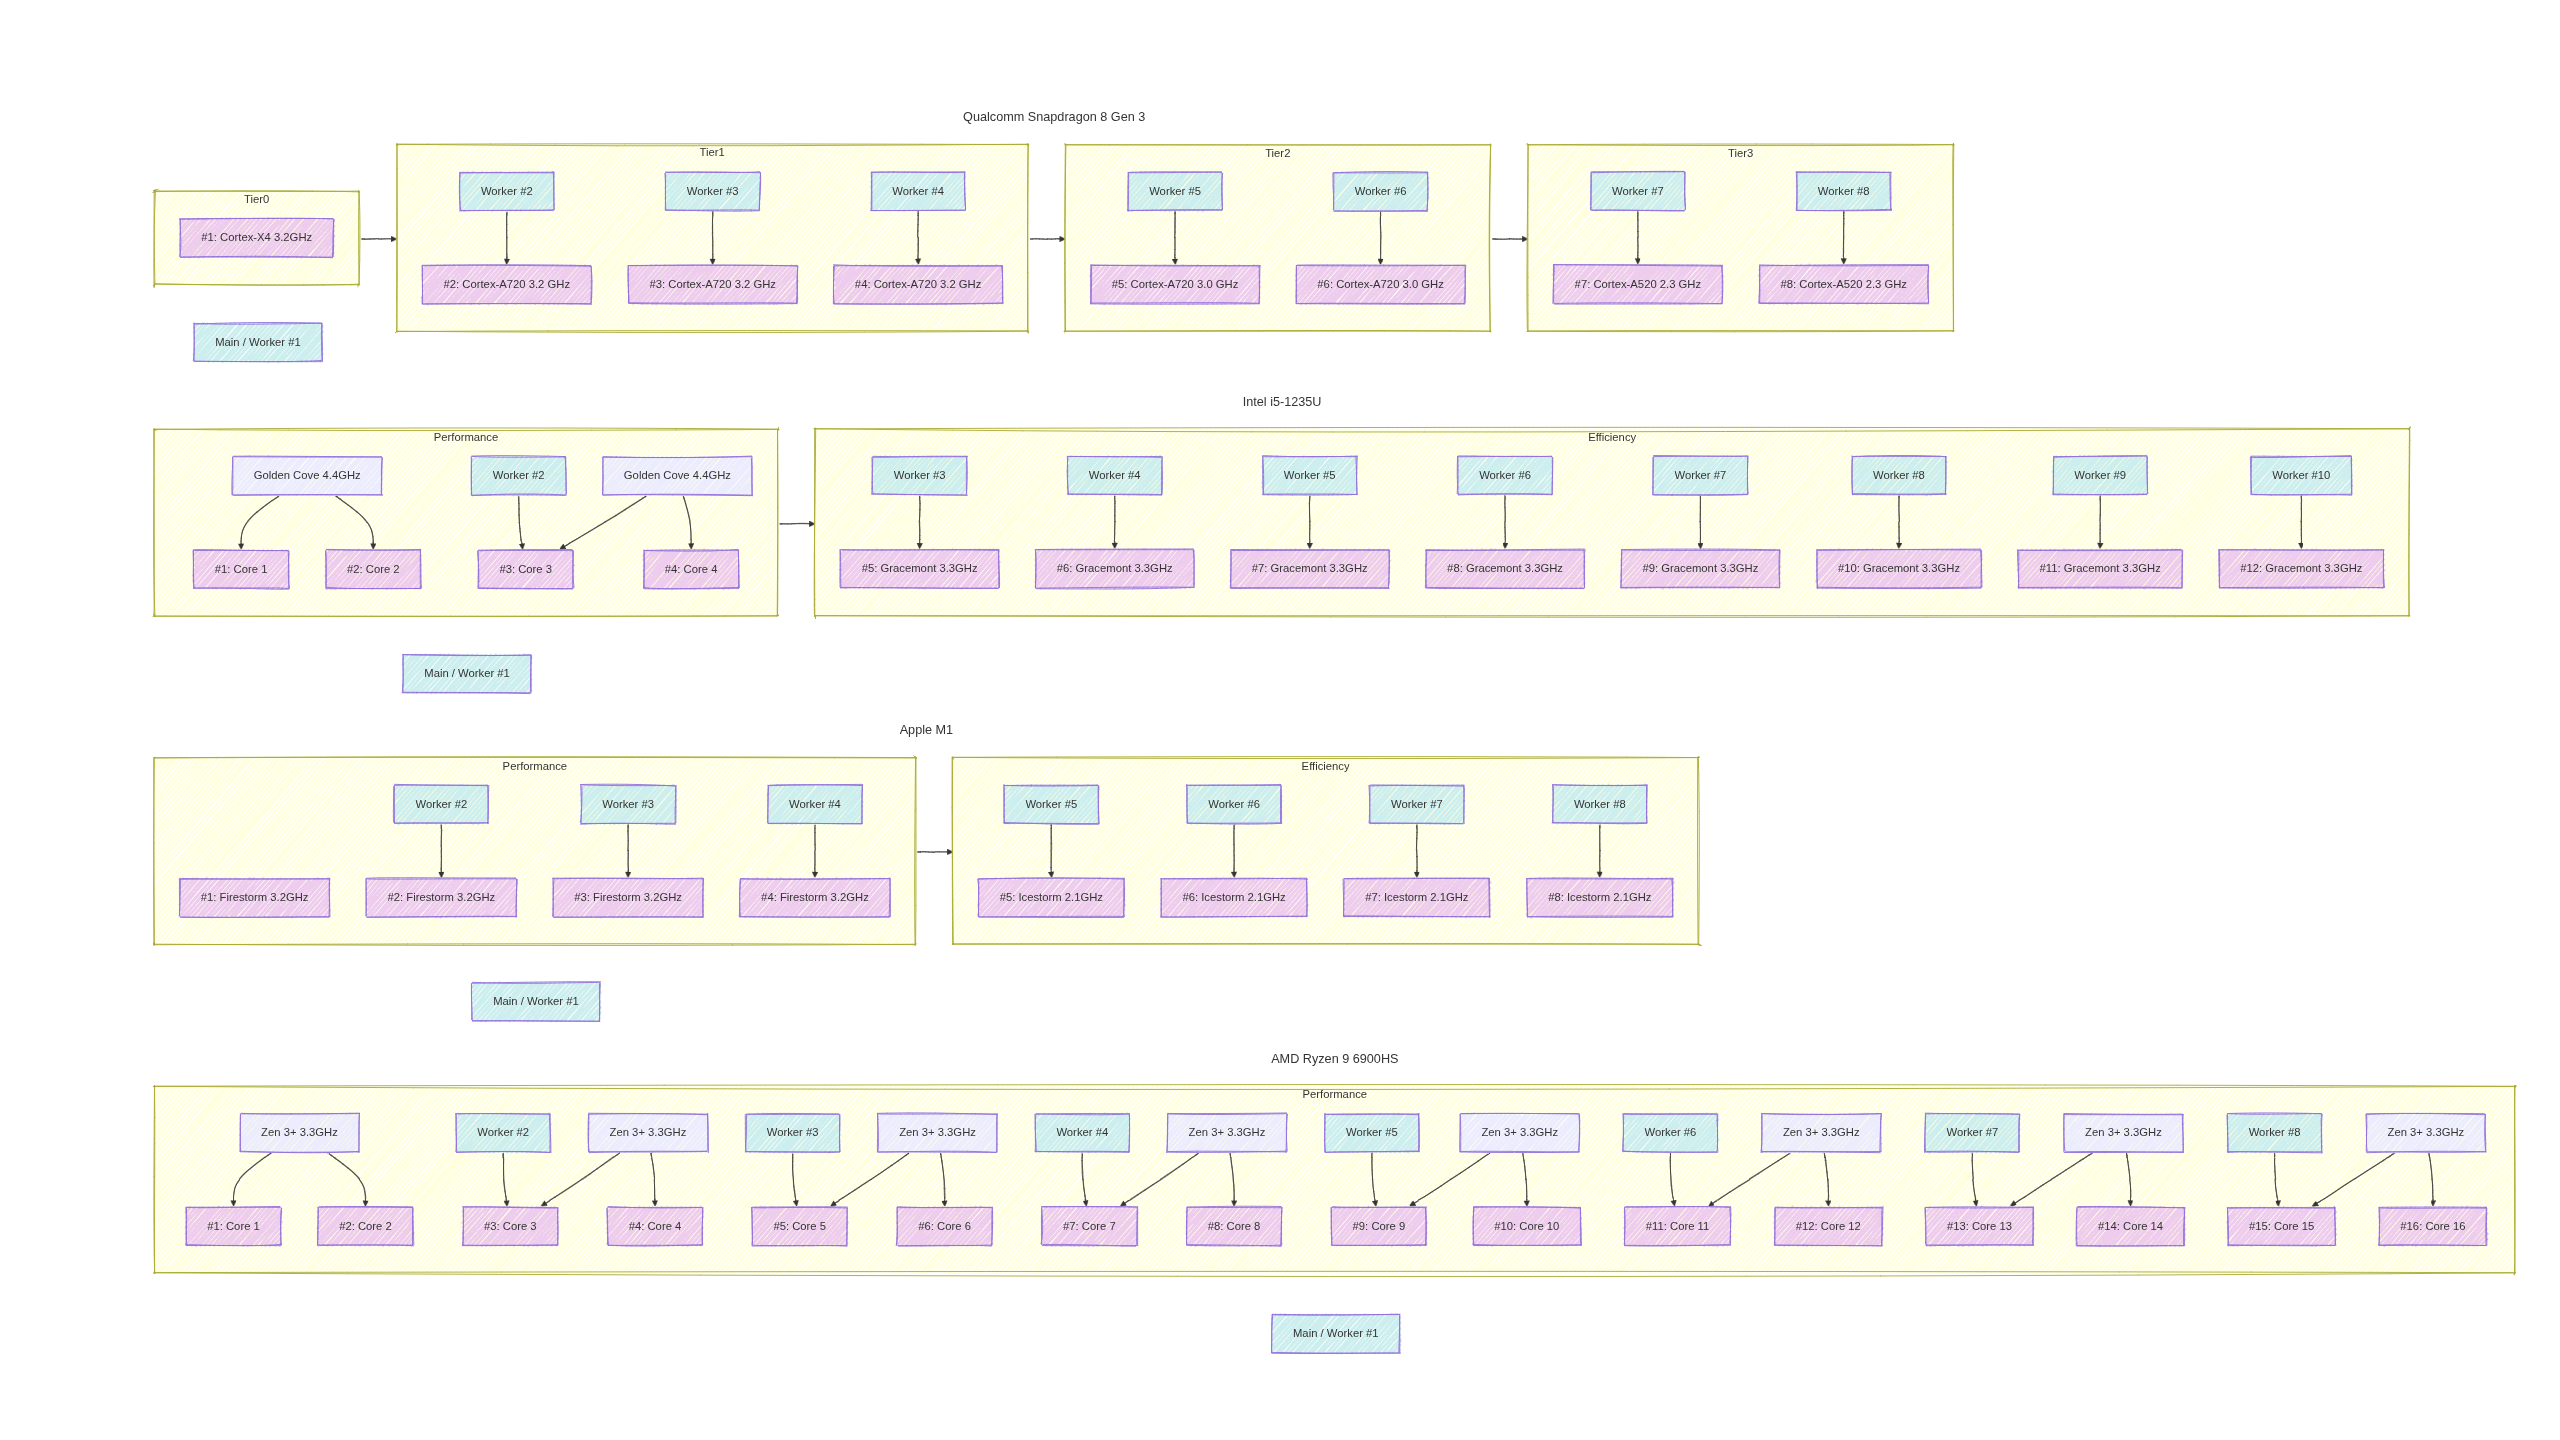 Qualcomm Snapdragon 8 Gen 3
Tier0
#1: Cortex-X4 3.2GHz
Main / Worker #1
Tier1
Worker #2
Worker #3
Worker #4
#2: Cortex-A720 3.2 GHz
#3: Cortex-A720 3.2 GHz
#4: Cortex-A720 3.2 GHz
Tier2
Worker #5
Worker #6
#5: Cortex-A720 3.0 GHz
#6: Cortex-A720 3.0 GHz
Tier3
Worker #7
Worker #8
#7: Cortex-A520 2.3 GHz
#8: Cortex-A520 2.3 GHz
Intel i5-1235U
Performance
Golden Cove 4.4GHz
Worker #2
Golden Cove 4.4GHz
#1: Core 1
#2: Core 2
#3: Core 3
#4: Core 4
Efficiency
Worker #3
Worker #4
Worker #5
Worker #6
Worker #7
Worker #8
Worker #9
Worker #10
#5: Gracemont 3.3GHz
#6: Gracemont 3.3GHz
#7: Gracemont 3.3GHz
#8: Gracemont 3.3GHz
#9: Gracemont 3.3GHz
#10: Gracemont 3.3GHz
#11: Gracemont 3.3GHz
#12: Gracemont 3.3GHz
Main / Worker #1
Apple M1
Performance
Worker #2
Worker #3
Worker #4
#1: Firestorm 3.2GHz
#2: Firestorm 3.2GHz
#3: Firestorm 3.2GHz
#4: Firestorm 3.2GHz
Efficiency
Worker #5
Worker #6
Worker #7
Worker #8
#5: Icestorm 2.1GHz
#6: Icestorm 2.1GHz
#7: Icestorm 2.1GHz
#8: Icestorm 2.1GHz
Main / Worker #1
AMD Ryzen 9 6900HS
Performance
Zen 3+ 3.3GHz
Worker #2
Zen 3+ 3.3GHz
Worker #3
Zen 3+ 3.3GHz
Worker #4
Zen 3+ 3.3GHz
Worker #5
Zen 3+ 3.3GHz
Worker #6
Zen 3+ 3.3GHz
Worker #7
Zen 3+ 3.3GHz
Worker #8
Zen 3+ 3.3GHz
#1: Core 1
#2: Core 2
#3: Core 3
#4: Core 4
#5: Core 5
#6: Core 6
#7: Core 7
#8: Core 8
#9: Core 9
#10: Core 10
#11: Core 11
#12: Core 12
#13: Core 13
#14: Core 14
#15: Core 15
#16: Core 16
Main / Worker #1